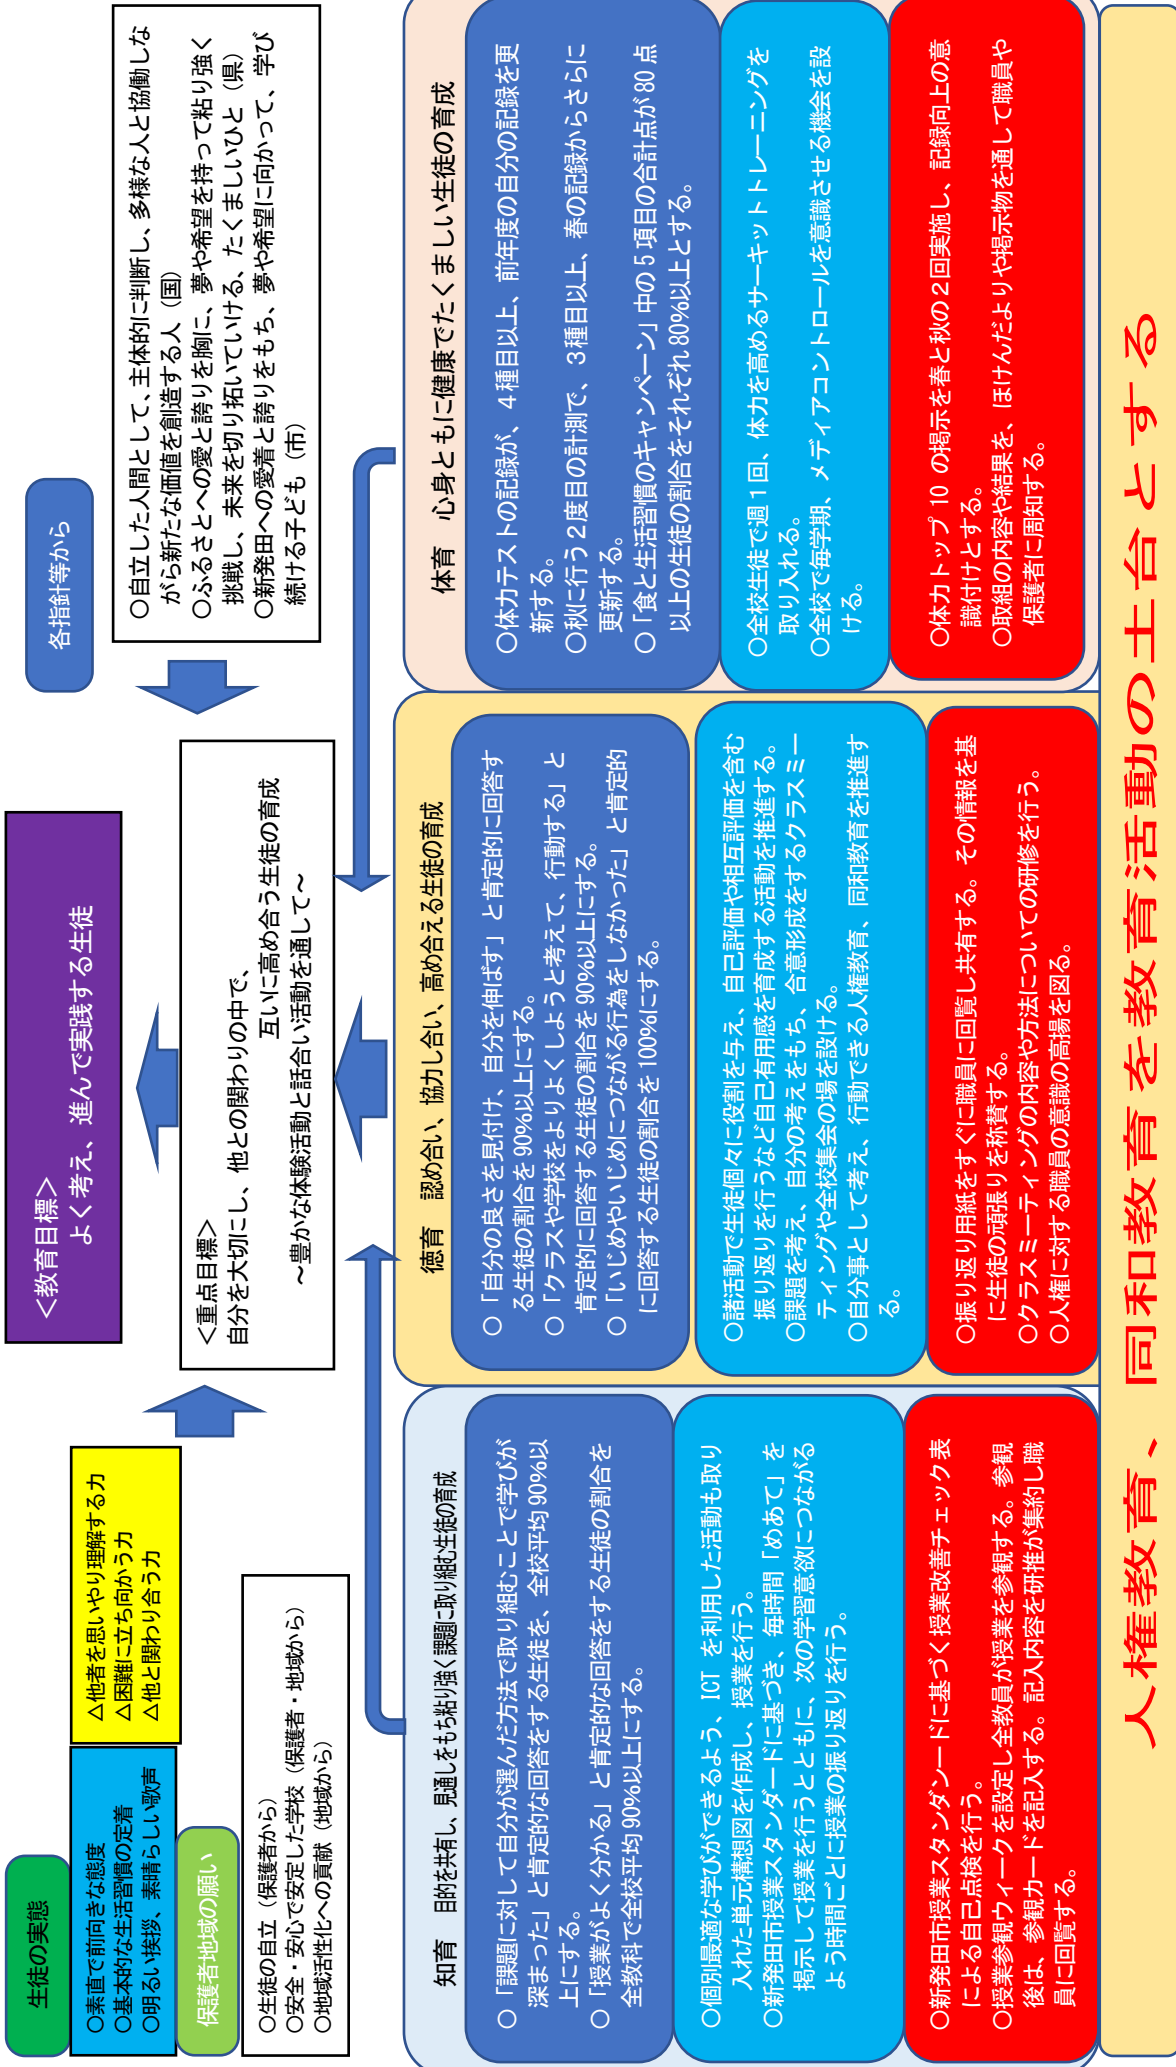 <教育目標>
よく考え、進んで実践する生徒
生徒の実態
○素直で前向きな態度
○基本的な生活習慣の定着
○明るい挨拶、素晴らしい歌声
△他者を思いやり理解する力
△困難に立ち向かう力
△他と関わり合う力
保護者地域の願い
○生徒の自立（保護者から）
○安全・安心で安定した学校（保護者・地域から）
○地域活性化への貢献（地域から）
<重点目標>
自分を大切にし、他との関わりの中で、
互いに高め合う生徒の育成
～豊かな体験活動と話合い活動を通して～
各指針等から
○自立した人間として、主体的に判断し、多様な人と協働しな
がら新たな価値を創造する人（国）
○ふるさとへの愛と誇りを胸に、夢や希望を持って粘り強く
挑戦し、未来を切り拓いていける、たくましいひと（県）
○新発田への愛着と誇りをもち、夢や希望に向かって、学び
続ける子ども（市）
知育　目的を共有し、見通しをもち粘り強く課題に取り組む生徒の育成
○「課題に対して自分が選んだ方法で取り組むことで学びが
深まった」と肯定的な回答をする生徒を、全校平均90%以
上にする。
○「授業がよく分かる」と肯定的な回答をする生徒の割合を
全教科で全校平均90%以上にする。
○個別最適な学びができるよう、ICT を利用した活動も取り
入れた単元構想図を作成し、授業を行う。
○新発田市授業スタンダードに基づき、毎時間「めあて」を
掲示して授業を行うとともに、次の学習意欲につながる
よう時間ごとに授業の振り返りを行う。
○新発田市授業スタンダンードに基づく授業改善チェック表
による自己点検を行う。
○授業参観ウィークを設定し全教員が授業を参観する。参観
後は、参観カードを記入する。記入内容を研推が集約し職
員に回覧する。
徳育　認め合い、協力し合い、高め合える生徒の育成
○「自分の良さを見付け、自分を伸ばす」と肯定的に回答す
る生徒の割合を 90%以上にする。
○「クラスや学校をよりよくしようと考えて、行動する」と
肯定的に回答する生徒の割合を 90%以上にする。
○「いじめやいじめにつながる行為をしなかった」と肯定的
に回答する生徒の割合を 100%にする。
○諸活動で生徒個々に役割を与え、自己評価や相互評価を含む
振り返りを行うなど自己有用感を育成する活動を推進する。
○課題を考え、自分の考えをもち、合意形成をするクラスミー
ティングや全校集会の場を設ける。
○自分事として考え、行動できる人権教育、同和教育を推進す
る。
○振り返り用紙をすぐに職員に回覧し共有する。その情報を基
に生徒の頑張りを称賛する。
○クラスミーティングの内容や方法についての研修を行う。
○人権に対する職員の意識の高揚を図る。
体育　心身ともに健康でたくましい生徒の育成
○体力テストの記録が、４種目以上、前年度の自分の記録を更
新する。
○秋に行う２度目の計測で、３種目以上、春の記録からさらに
更新する。
○「食と生活習慣のキャンペーン」中の５項目の合計点が 80 点
以上の生徒の割合をそれぞれ 80%以上とする。
○全校生徒で週１回、体力を高めるサーキットトレーニングを
取り入れる。
○全校で毎学期、メディアコントロールを意識させる機会を設
ける。
○体力トップ 10 の掲示を春と秋の２回実施し、記録向上の意
識付けとする。
○取組の内容や結果を、ほけんだよりや掲示物を通して職員や
保護者に周知する。
人権教育、同和教育を教育活動の土台とする